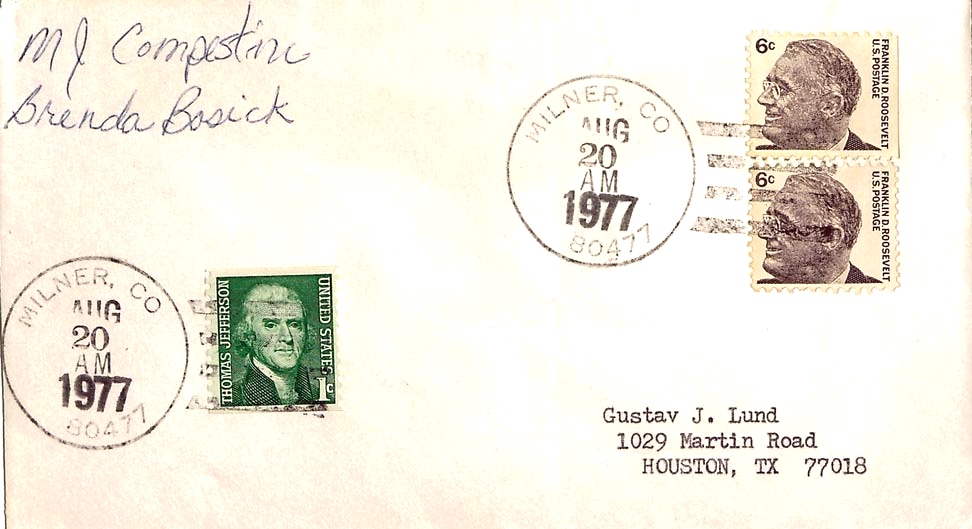 M J Compestine
Brenda Bosick
MILNER, CO
AUG
20
AM
1977
80477
6c
FRANKLIN D. ROOSEVELT
U.S. POSTAGE
6c
FRANKLIN D. ROOSEVELT
U.S. POSTAGE
MILNER, CO
AUG
20
AM
1977
80477
THOMAS JEFFERSON
UNITED STATES
1c
Gustav J. Lund
1029 Martin Road
HOUSTON, TX 77018